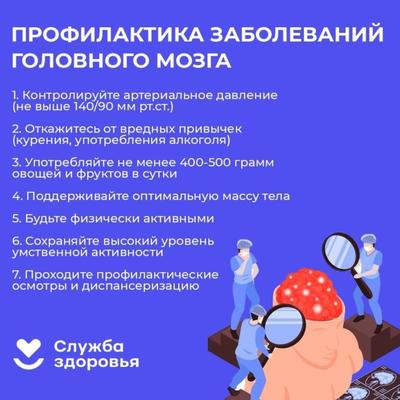 ПРОФИЛАКТИКА ЗАБОЛЕВАНИЙ
ГОЛОВНОГО МОЗГА
1. Контролируйте артериальное давление
(не выше 140/90 мм рт.ст.)
2. Откажитесь от вредных привычек
(курения, употребления алкоголя)
3. Употребляйте не менее 400-500 грамм
овощей и фруктов в сутки
4. Поддерживайте оптимальную массу тела
5. Будьте физически активными
6. Сохраняйте высокий уровень
умственной активности
7. Проходите профилактические
осмотры и диспансеризацию
Служба
здоровья